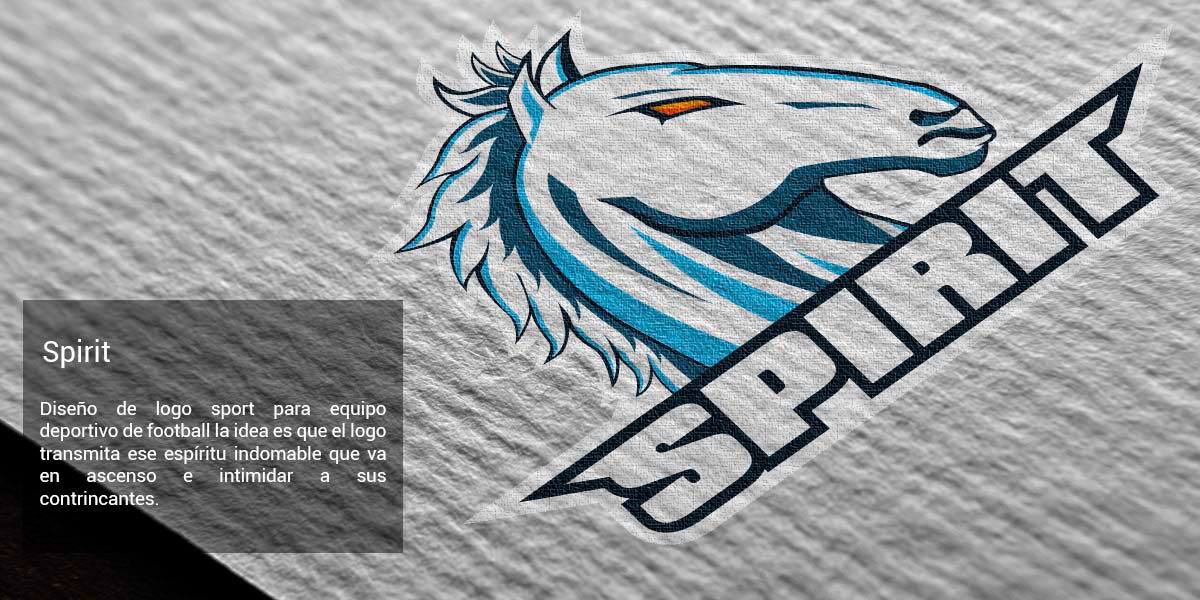 SPIRIT
Spirit
Diseño de logo sport para equipo
deportivo de football la idea es que el logo
transmita ese espíritu indomable que va
en ascenso e intimidar a sus
contrincantes.